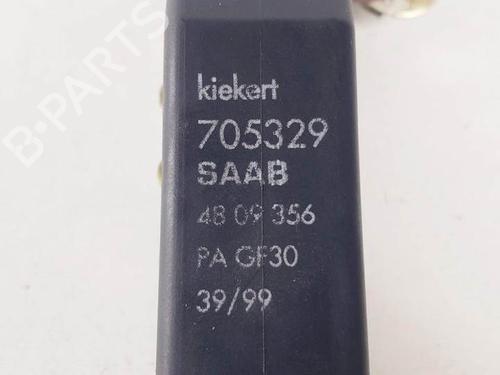 B-PARTS
kiekert
705329
SAAB
48 09 356
PA GF30
39/99